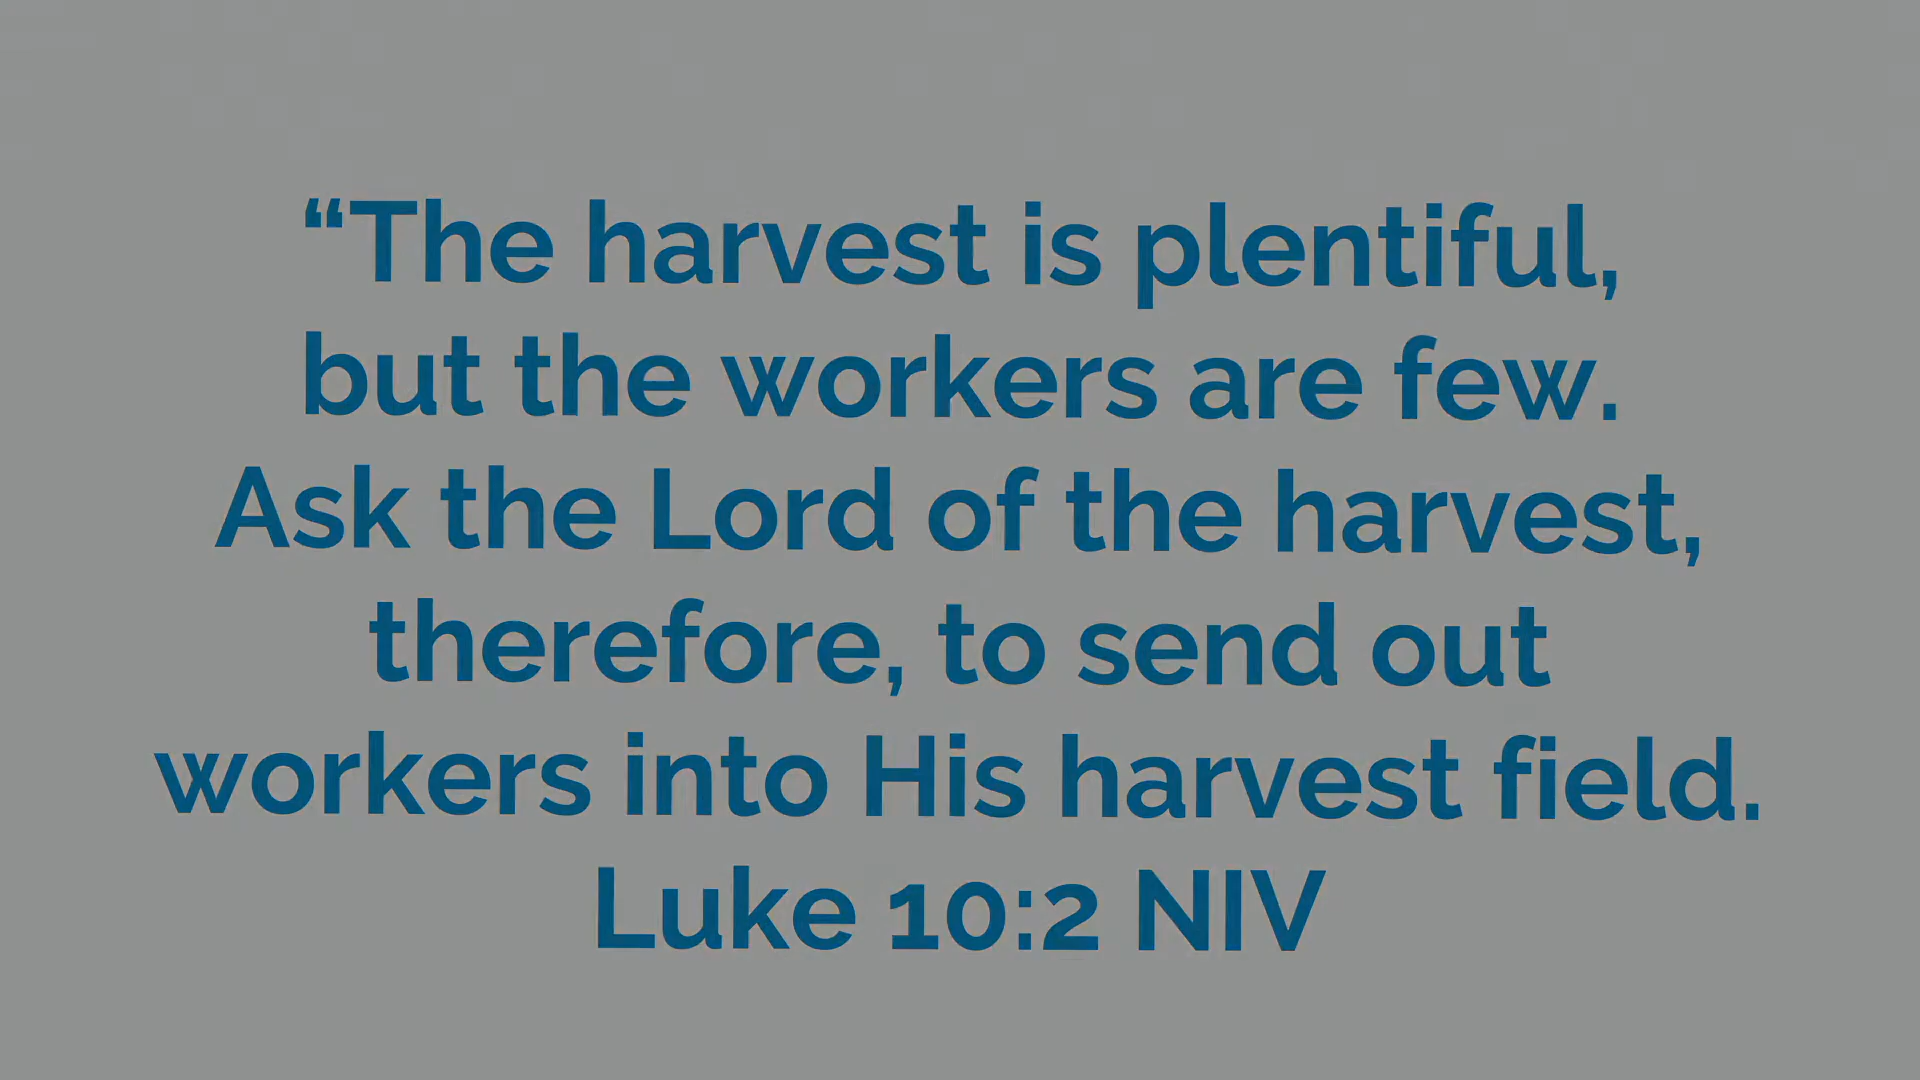 “The harvest is plentiful,
but the workers are few.
Ask the Lord of the harvest,
therefore, to send out
workers into His harvest field.
Luke 10:2 NIV